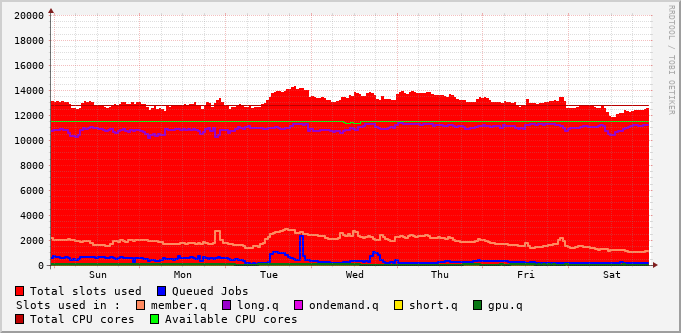 20000
18000
16000
14000
12000
10000
8000
6000
4000
2000
0
Sun Mon Tue Wed Thu Fri Sat
RRDTOOL / TOBI OETIKER
Total slots used Queued Jobs
Slots used in : member.q long.q ondemand.q short.q gpu.q
Total CPU cores Available CPU cores